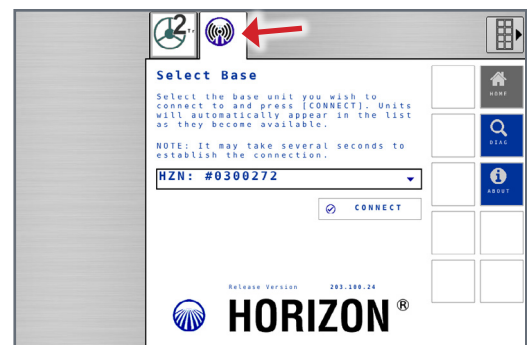 2 Tx
Select Base
Select the base unit you wish to
connect to and press [CONNECT]. Units
will automatically appear in the list
as they become available.
NOTE: It may take several seconds to
establish the connection.
HZN: #0300272
CONNECT
HOME
DIAG
ABOUT
Release Version 203.100.24
HORIZON®